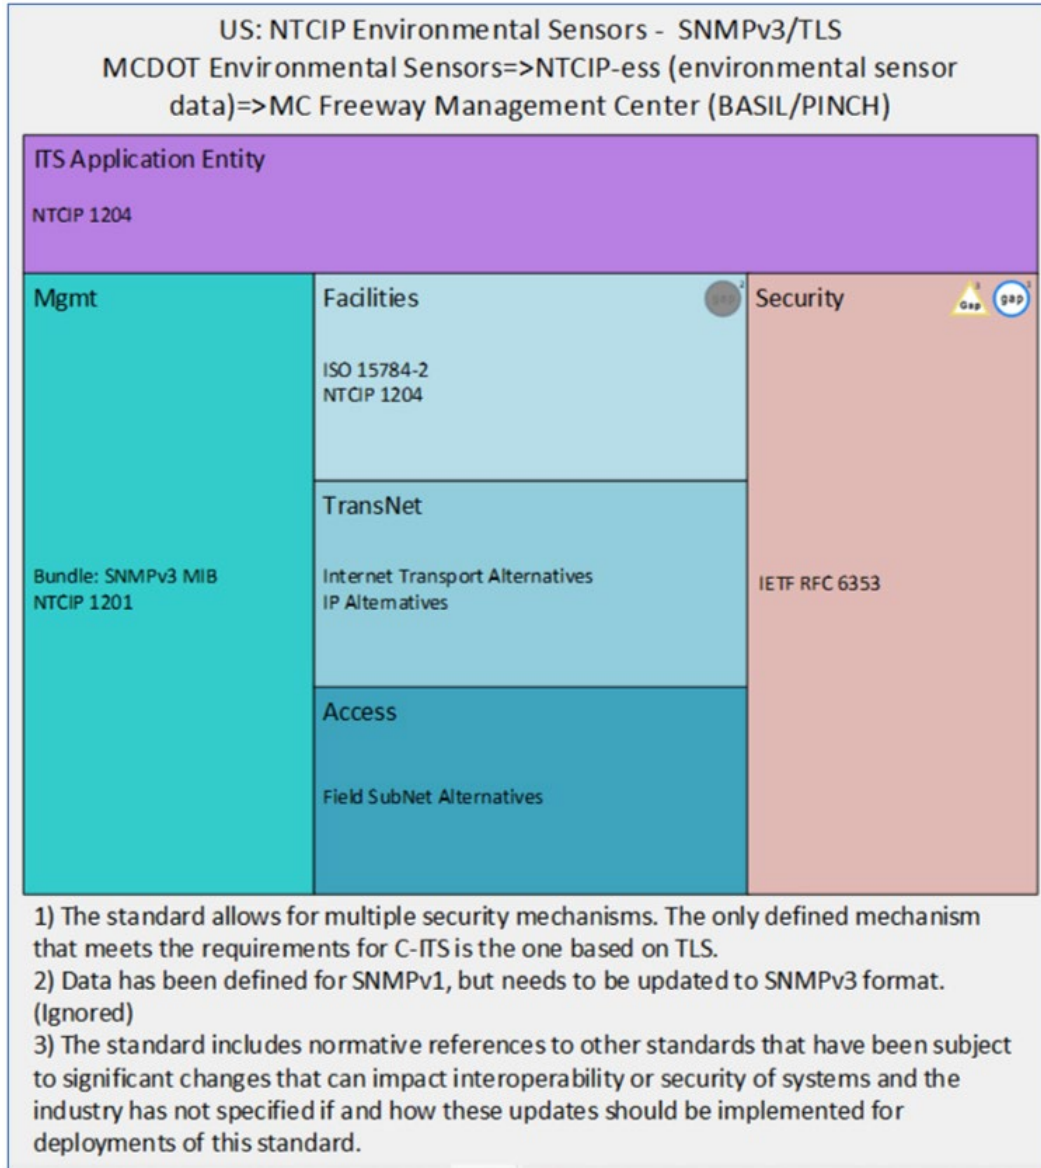 US: NTCIP Environmental Sensors - SNMPv3/TLS
MCDOT Environmental Sensors=>NTCIP-ess (environmental sensor
data)=>MC Freeway Management Center (BASIL/PINCH)
ITS Application Entity
NTCIP 1204
Mgmt
Bundle: SNMPv3 MIB
NTCIP 1201
Facilities
gap 2
ISO 15784-2
NTCIP 1204
TransNet
Internet Transport Alternatives
IP Alternatives
Access
Field SubNet Alternatives
Security
Gap 3
gap 1
IETF RFC 6353
1) The standard allows for multiple security mechanisms. The only defined mechanism
that meets the requirements for C-ITS is the one based on TLS.
2) Data has been defined for SNMPv1, but needs to be updated to SNMPv3 format.
(Ignored)
3) The standard includes normative references to other standards that have been subject
to significant changes that can impact interoperability or security of systems and the
industry has not specified if and how these updates should be implemented for
deployments of this standard.